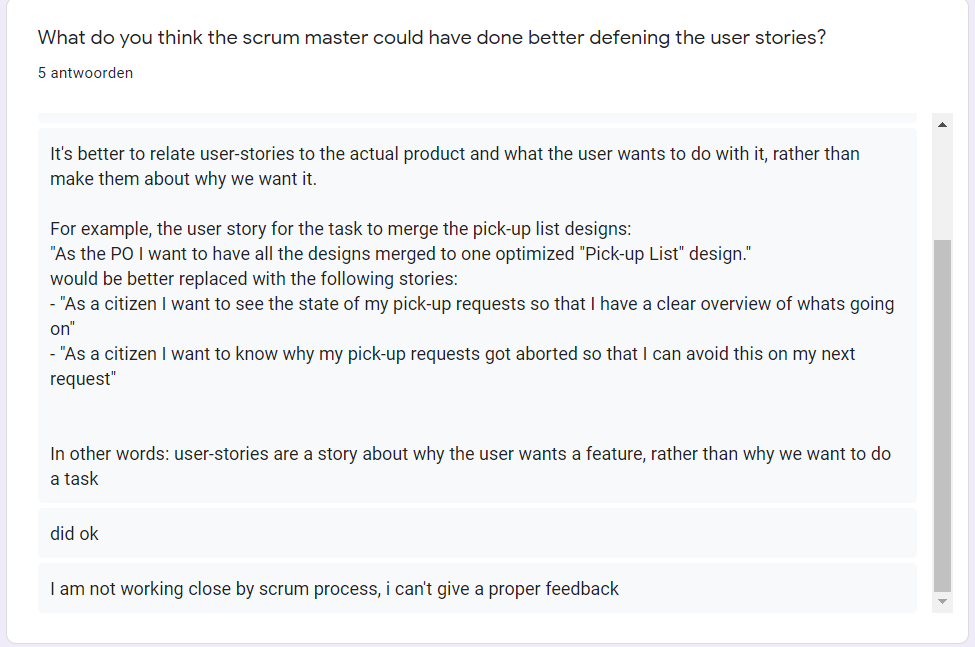 What do you think the scrum master could have done better defening the user stories?
5 antwoorden
It's better to relate user-stories to the actual product and what the user wants to do with it, rather than
make them about why we want it.
For example, the user story for the task to merge the pick-up list designs:
"As the PO I want to have all the designs merged to one optimized "Pick-up List" design."
would be better replaced with the following stories:
- "As a citizen I want to see the state of my pick-up requests so that I have a clear overview of whats going
on"
- "As a citizen I want to know why my pick-up requests got aborted so that I can avoid this on my next
request"
In other words: user-stories are a story about why the user wants a feature, rather than why we want to do
a task
did ok
I am not working close by scrum process, i can't give a proper feedback